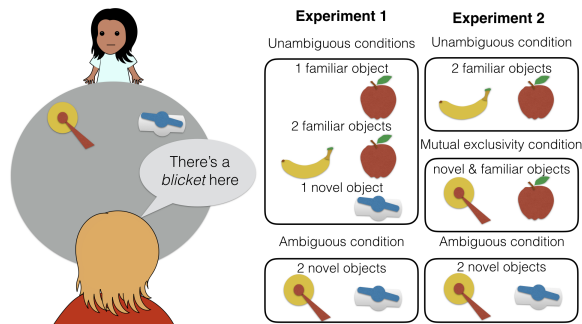 There's a
blicket here
Experiment 1
Unambiguous conditions
1 familiar object
2 familiar objects
1 novel object
Ambiguous condition
2 novel objects
Experiment 2
Unambiguous condition
2 familiar objects
Mutual exclusivity condition
novel & familiar objects
Ambiguous condition
2 novel objects